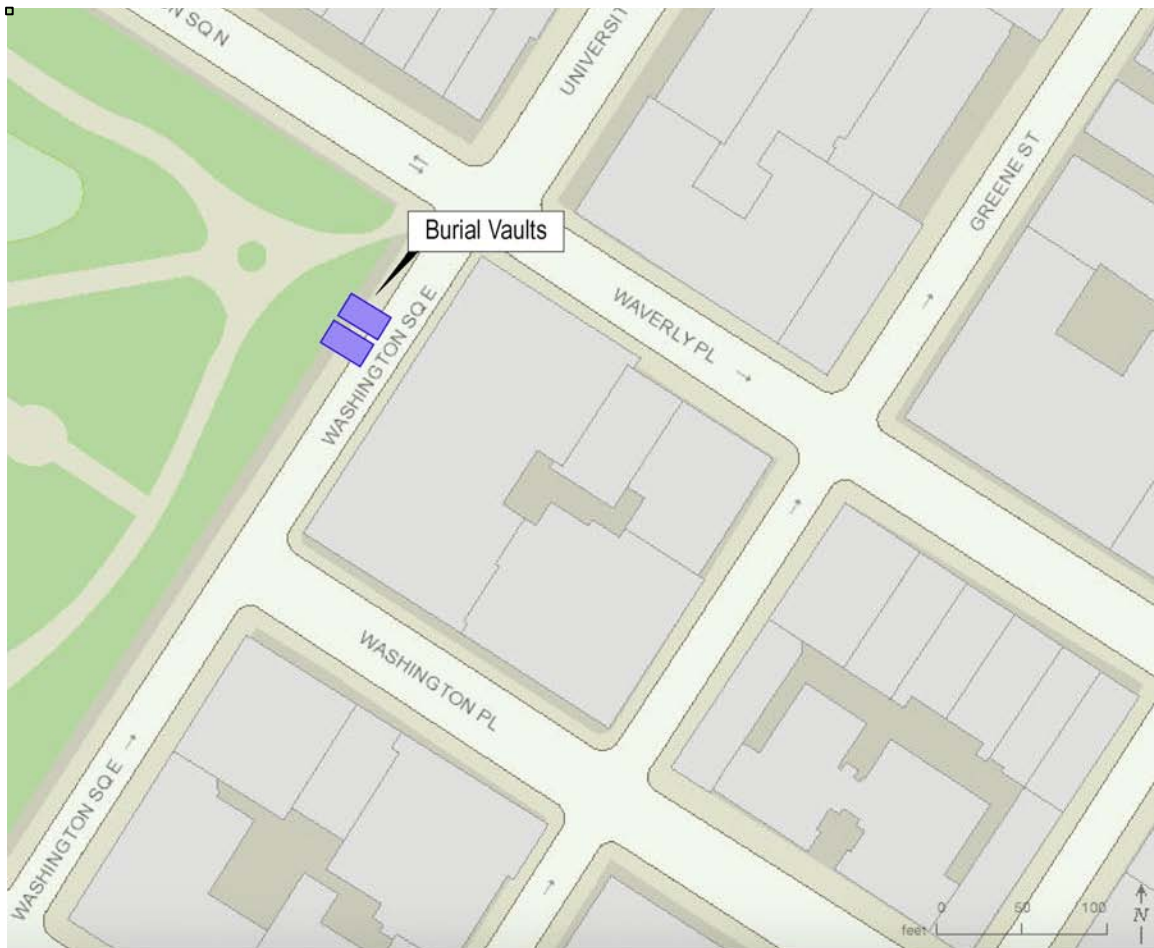 N SQ N
UNIVERSIT
GREENE ST
Burial Vaults
WAVERLY PL
WASHINGTON SQ E
WASHINGTON PL
WASHINGTON SQ E
0 50 100
feet
N